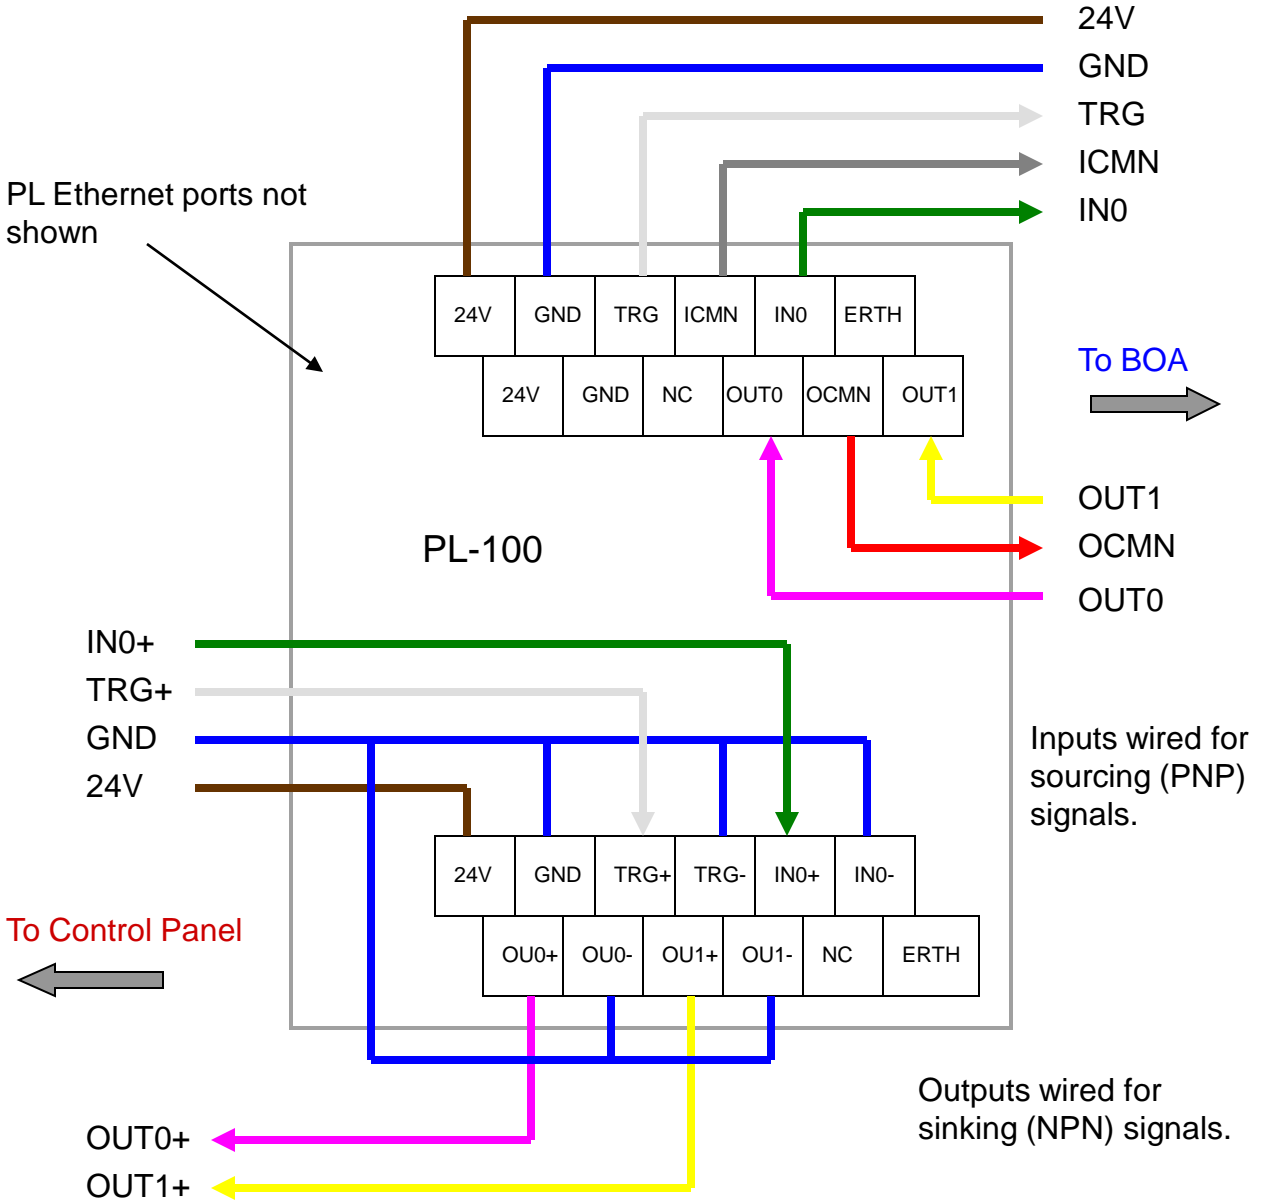 24V
GND
TRG
ICMN
IN0
PL Ethernet ports not
shown
24V GND TRG ICMN IN0 ERTH
24V GND NC OUT0 OCMN OUT1
To BOA
OUT1
OCMN
OUT0
PL-100
IN0+
TRG+
GND
24V
Inputs wired for
sourcing (PNP)
signals.
24V GND TRG+ TRG- IN0+ IN0-
OU0+ OU0- OU1+ OU1- NC ERTH
To Control Panel
Outputs wired for
sinking (NPN) signals.
OUT0+
OUT1+